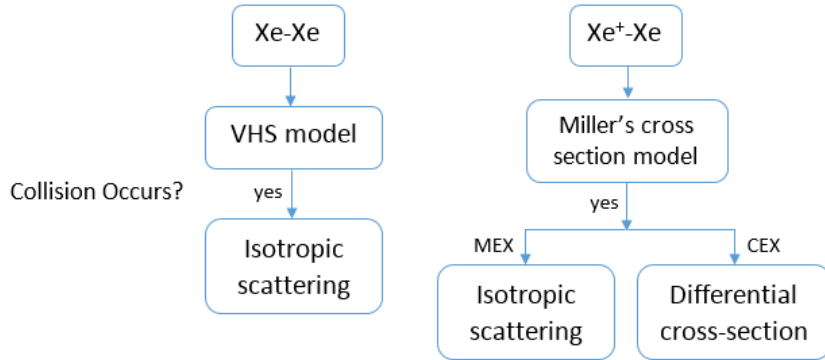 Xe-Xe
VHS model
Collision Occurs?
yes
Isotropic
scattering
Xe⁺-Xe
Miller's cross
section model
yes
MEX
CEX
Isotropic
scattering
Differential
cross-section